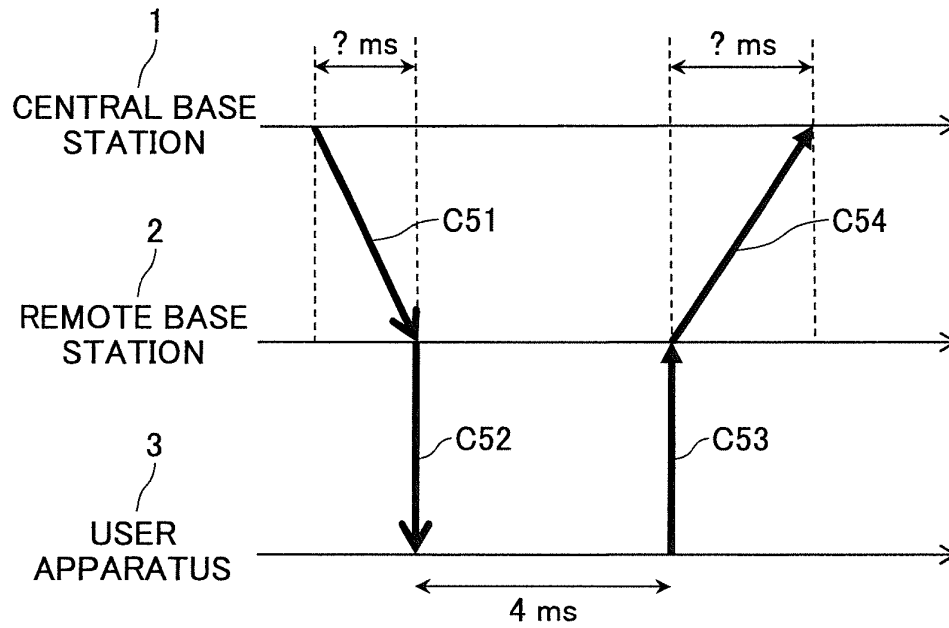 1
? ms
? ms
CENTRAL BASE
STATION
C51
C54
2
REMOTE BASE
STATION
C52
C53
3
USER
APPARATUS
4 ms